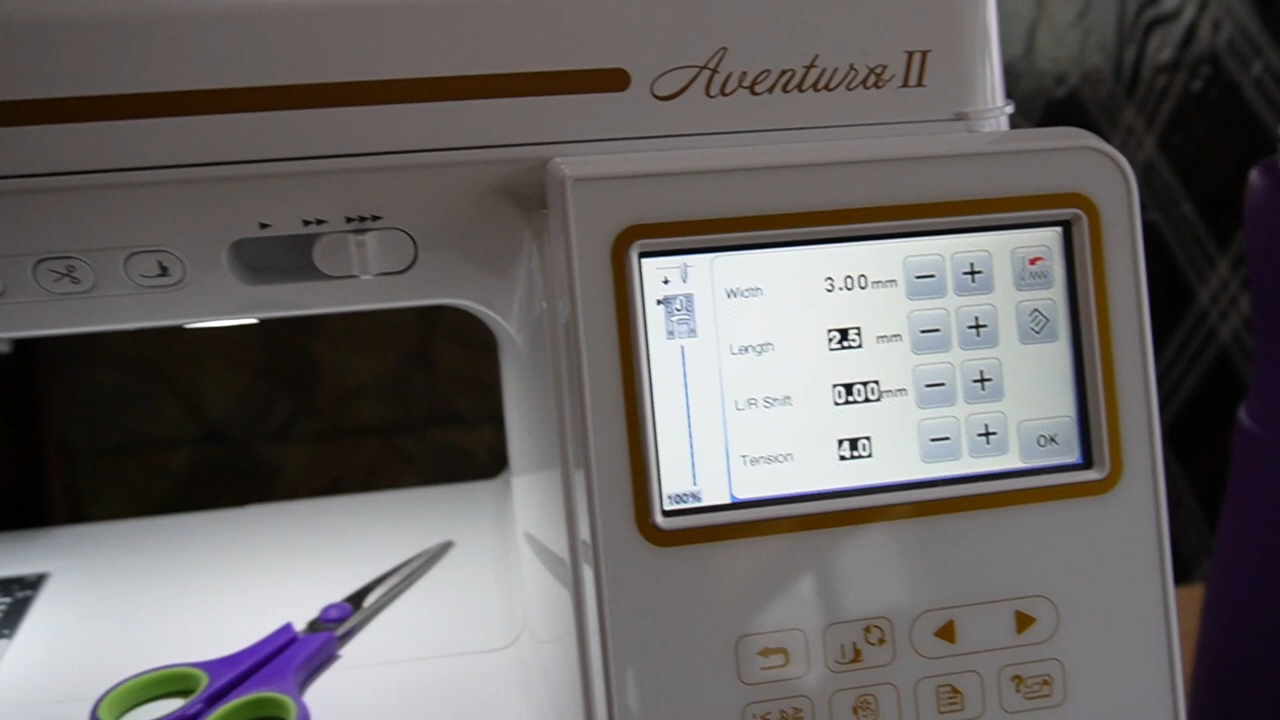 Aventura II
Width 3.00 mm
Length 2.5 mm
L/R Shift 0.00 mm
Tension 4.0
OK
100%
J